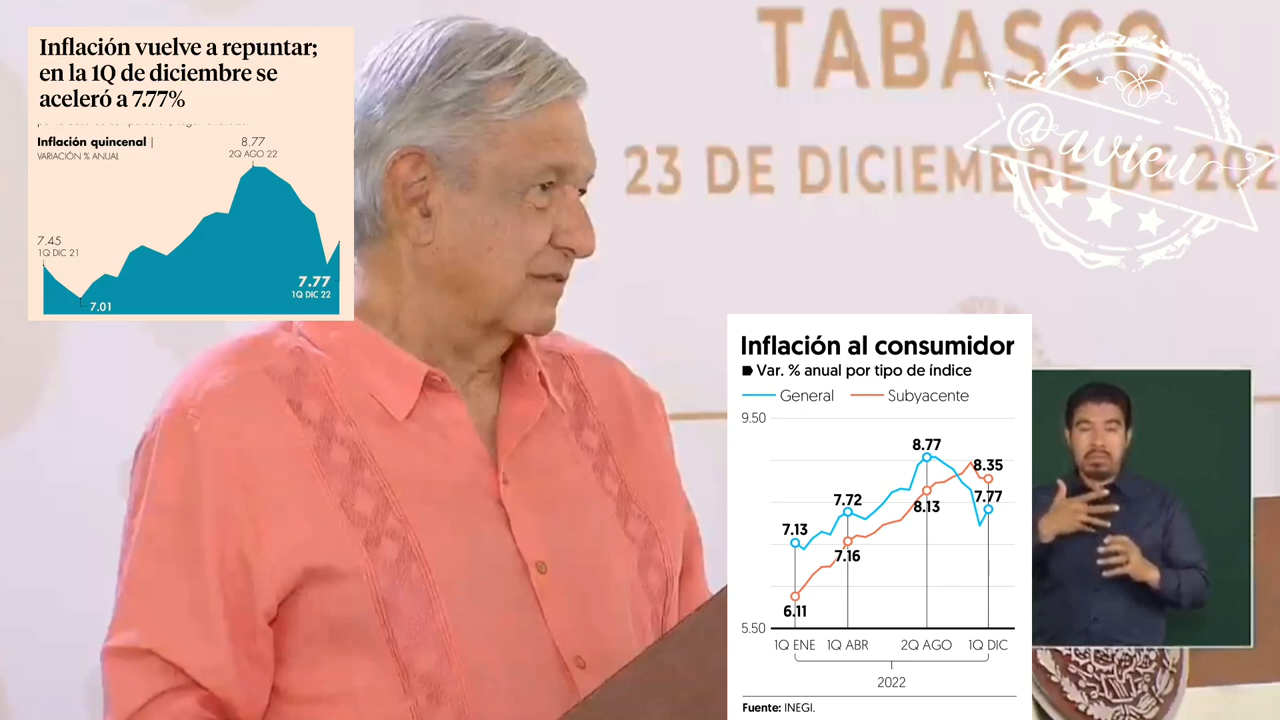 Inflación vuelve a repuntar;
en la 1Q de diciembre se
aceleró a 7.77%
Inflación quincenal |
VARIACIÓN % ANUAL
8.77
2Q AGO 22
7.45
1Q DIC 21
7.01
7.77
1Q DIC 22
TABASCO
23 DE DICIEMBRE DE 202
@avieu
Inflación al consumidor
Var. % anual por tipo de índice
General
Subyacente
9.50
8.77
8.35
7.72
7.77
8.13
7.13
7.16
6.11
5.50
1Q ENE 1Q ABR 2Q AGO 1Q DIC
2022
Fuente: INEGI.